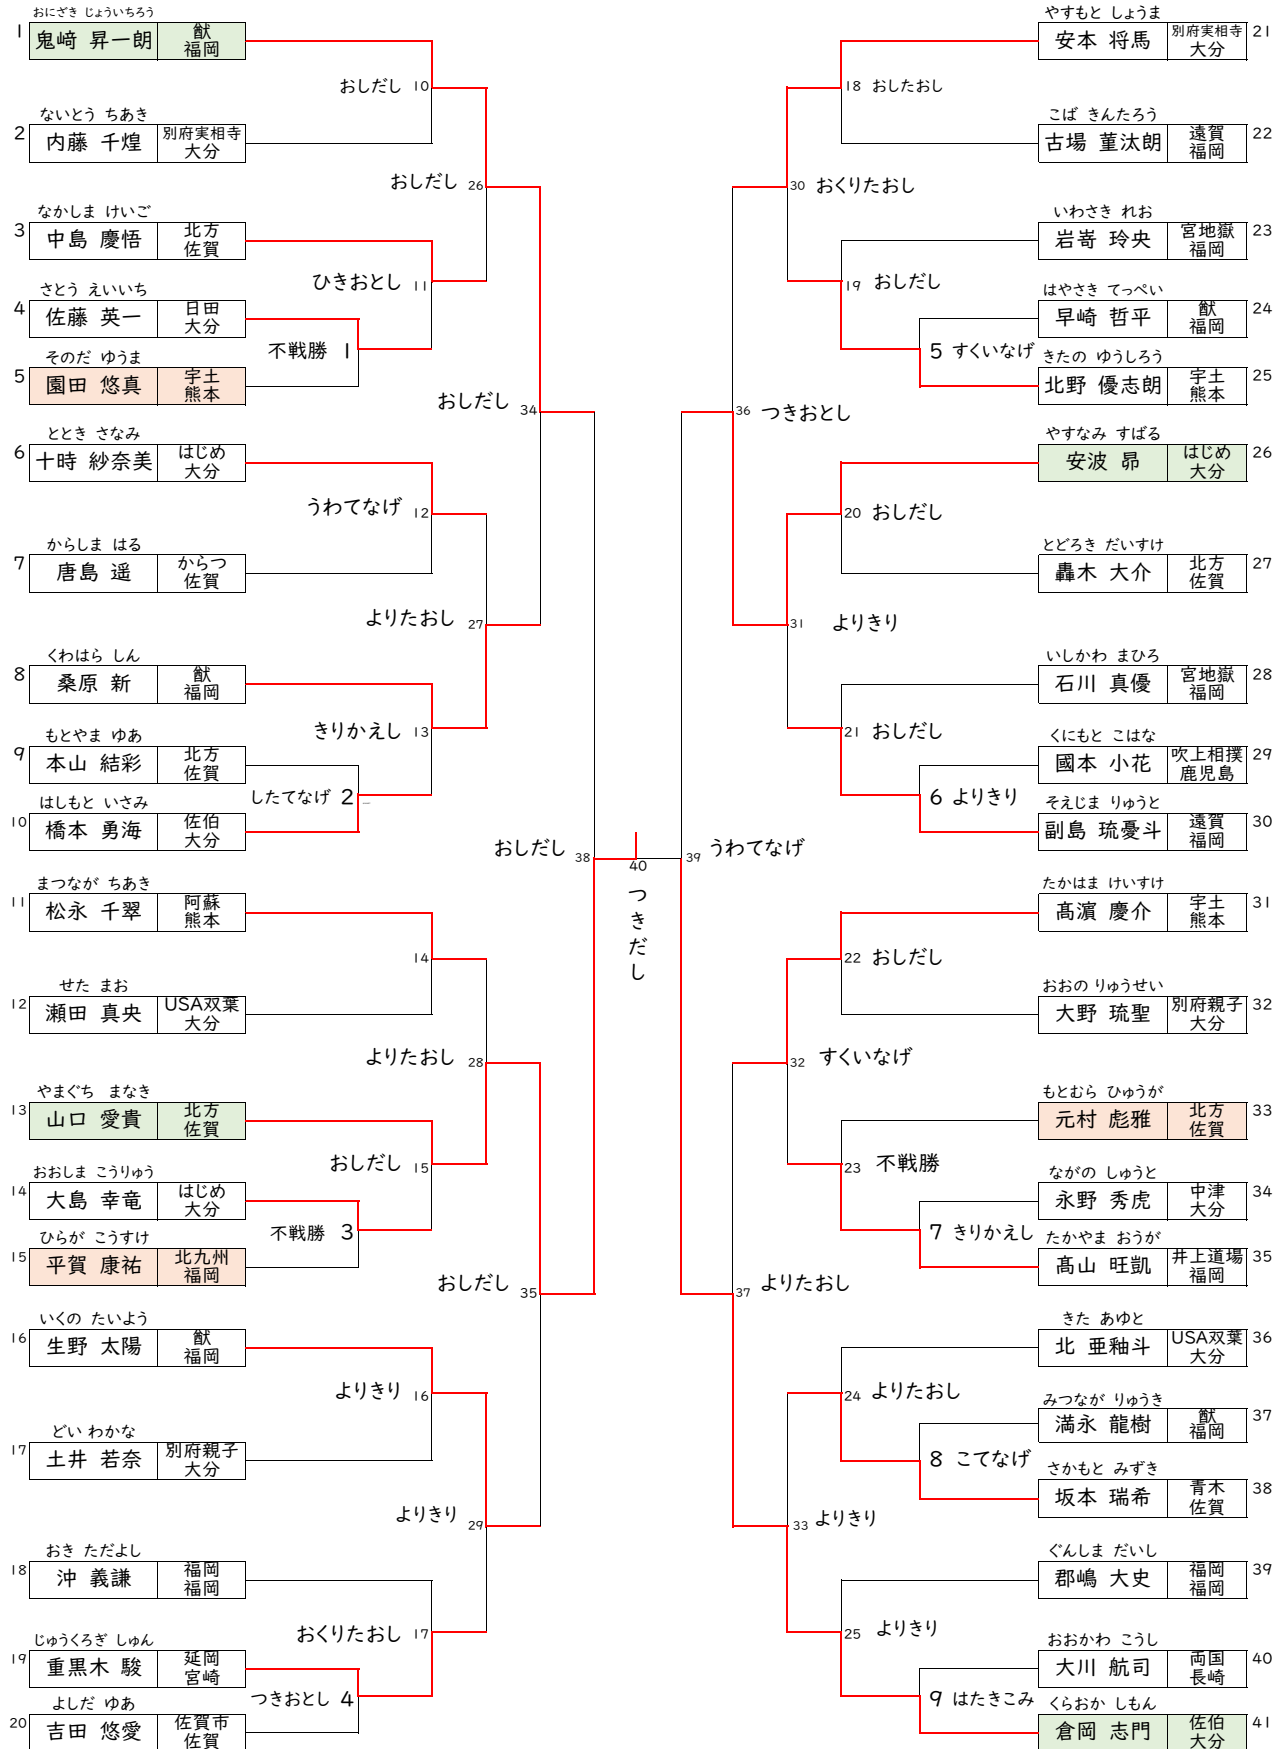 おにざき じょういちろう
1 鬼﨑 昇一朗 猷 福岡
おしだし 10
ないとう ちあき
2 内藤 千煌 別府実相寺 大分
おしだし 26
なかしま けいご
3 中島 慶悟 北方 佐賀
ひきおとし 11
さとう えいいち
4 佐藤 英一 日田 大分
不戦勝 1
そのだ ゆうま
5 園田 悠真 宇土 熊本
おしだし 34
ととき さなみ
6 十時 紗奈美 はじめ 大分
うわてなげ 12
からしま はる
7 唐島 遥 からつ 佐賀
よりたおし 27
くわはら しん
8 桑原 新 猷 福岡
きりかえし 13
もとやま ゆあ
9 本山 結彩 北方 佐賀
したてなげ 2
はしもと いさみ
10 橋本 勇海 佐伯 大分
おしだし 38
まつなが ちあき
11 松永 千翠 阿蘇 熊本
14
せた まお
12 瀬田 真央 USA双葉 大分
よりたおし 28
やまぐち まなき
13 山口 愛貴 北方 佐賀
おしだし 15
おおしま こうりゅう
14 大島 幸竜 はじめ 大分
不戦勝 3
ひらが こうすけ
15 平賀 康祐 北九州 福岡
おしだし 35
いくの たいよう
16 生野 太陽 猷 福岡
よりきり 16
どい わかな
17 土井 若奈 別府親子 大分
よりきり 29
おき ただよし
18 沖 義謙 福岡 福岡
おくりたおし 17
じゅうくろぎ しゅん
19 重黒木 駿 延岡 宮崎
つきおとし 4
よしだ ゆあ
20 吉田 悠愛 佐賀市 佐賀
40
つきだし
やすもと しょうま
安本 将馬 別府実相寺 大分 21
18 おしたおし
こば きんたろう
古場 菫汰朗 遠賀 福岡 22
30 おくりたおし
いわさき れお
岩嵜 玲央 宮地嶽 福岡 23
19 おしだし
はやさき てっぺい
早崎 哲平 猷 福岡 24
5 すくいなげ
きたの ゆうしろう
北野 優志朗 宇土 熊本 25
36 つきおとし
やすなみ すばる
安波 昴 はじめ 大分 26
20 おしだし
とどろき だいすけ
轟木 大介 北方 佐賀 27
31 よりきり
いしかわ まひろ
石川 真優 宮地嶽 福岡 28
21 おしだし
くにもと こはな
國本 小花 吹上相撲 鹿児島 29
6 よりきり
そえじま りゅうと
副島 琉憂斗 遠賀 福岡 30
39 うわてなげ
たかはま けいすけ
髙濵 慶介 宇土 熊本 31
22 おしだし
おおの りゅうせい
大野 琉聖 別府親子 大分 32
32 すくいなげ
もとむら ひゅうが
元村 彪雅 北方 佐賀 33
23 不戦勝
ながの しゅうと
永野 秀虎 中津 大分 34
7 きりかえし
たかやま おうが
髙山 旺凱 井上道場 福岡 35
37 よりたおし
きた あゆと
北 亜釉斗 USA双葉 大分 36
24 よりたおし
みつなが りゅうき
満永 龍樹 猷 福岡 37
8 こてなげ
さかもと みずき
坂本 瑞希 青木 佐賀 38
33 よりきり
ぐんしま だいし
郡嶋 大史 福岡 福岡 39
25 よりきり
おおかわ こうし
大川 航司 両国 長崎 40
9 はたきこみ
くらおか しもん
倉岡 志門 佐伯 大分 41